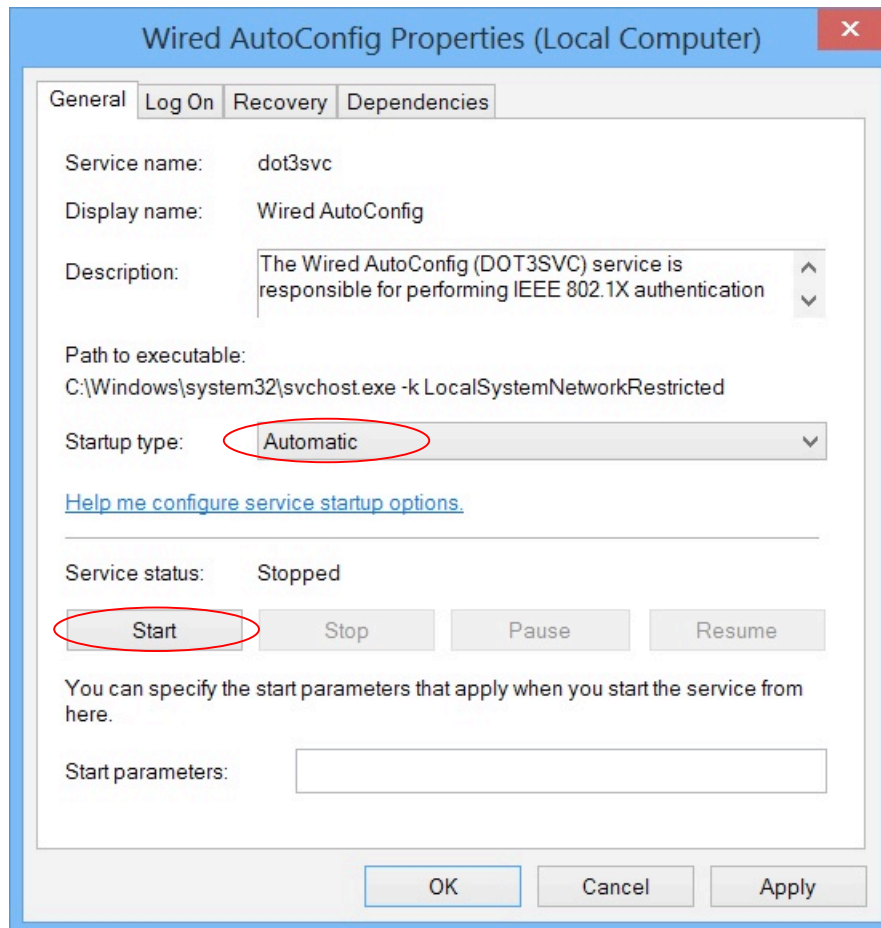 Wired AutoConfig Properties (Local Computer)
x
General Log On Recovery Dependencies
Service name: dot3svc
Display name: Wired AutoConfig
Description: The Wired AutoConfig (DOT3SVC) service is
responsible for performing IEEE 802.1X authentication
Path to executable:
C:\Windows\system32\svchost.exe -k LocalSystemNetworkRestricted
Startup type: Automatic
Help me configure service startup options.
Service status: Stopped
Start Stop Pause Resume
You can specify the start parameters that apply when you start the service from
here.
Start parameters:
OK Cancel Apply